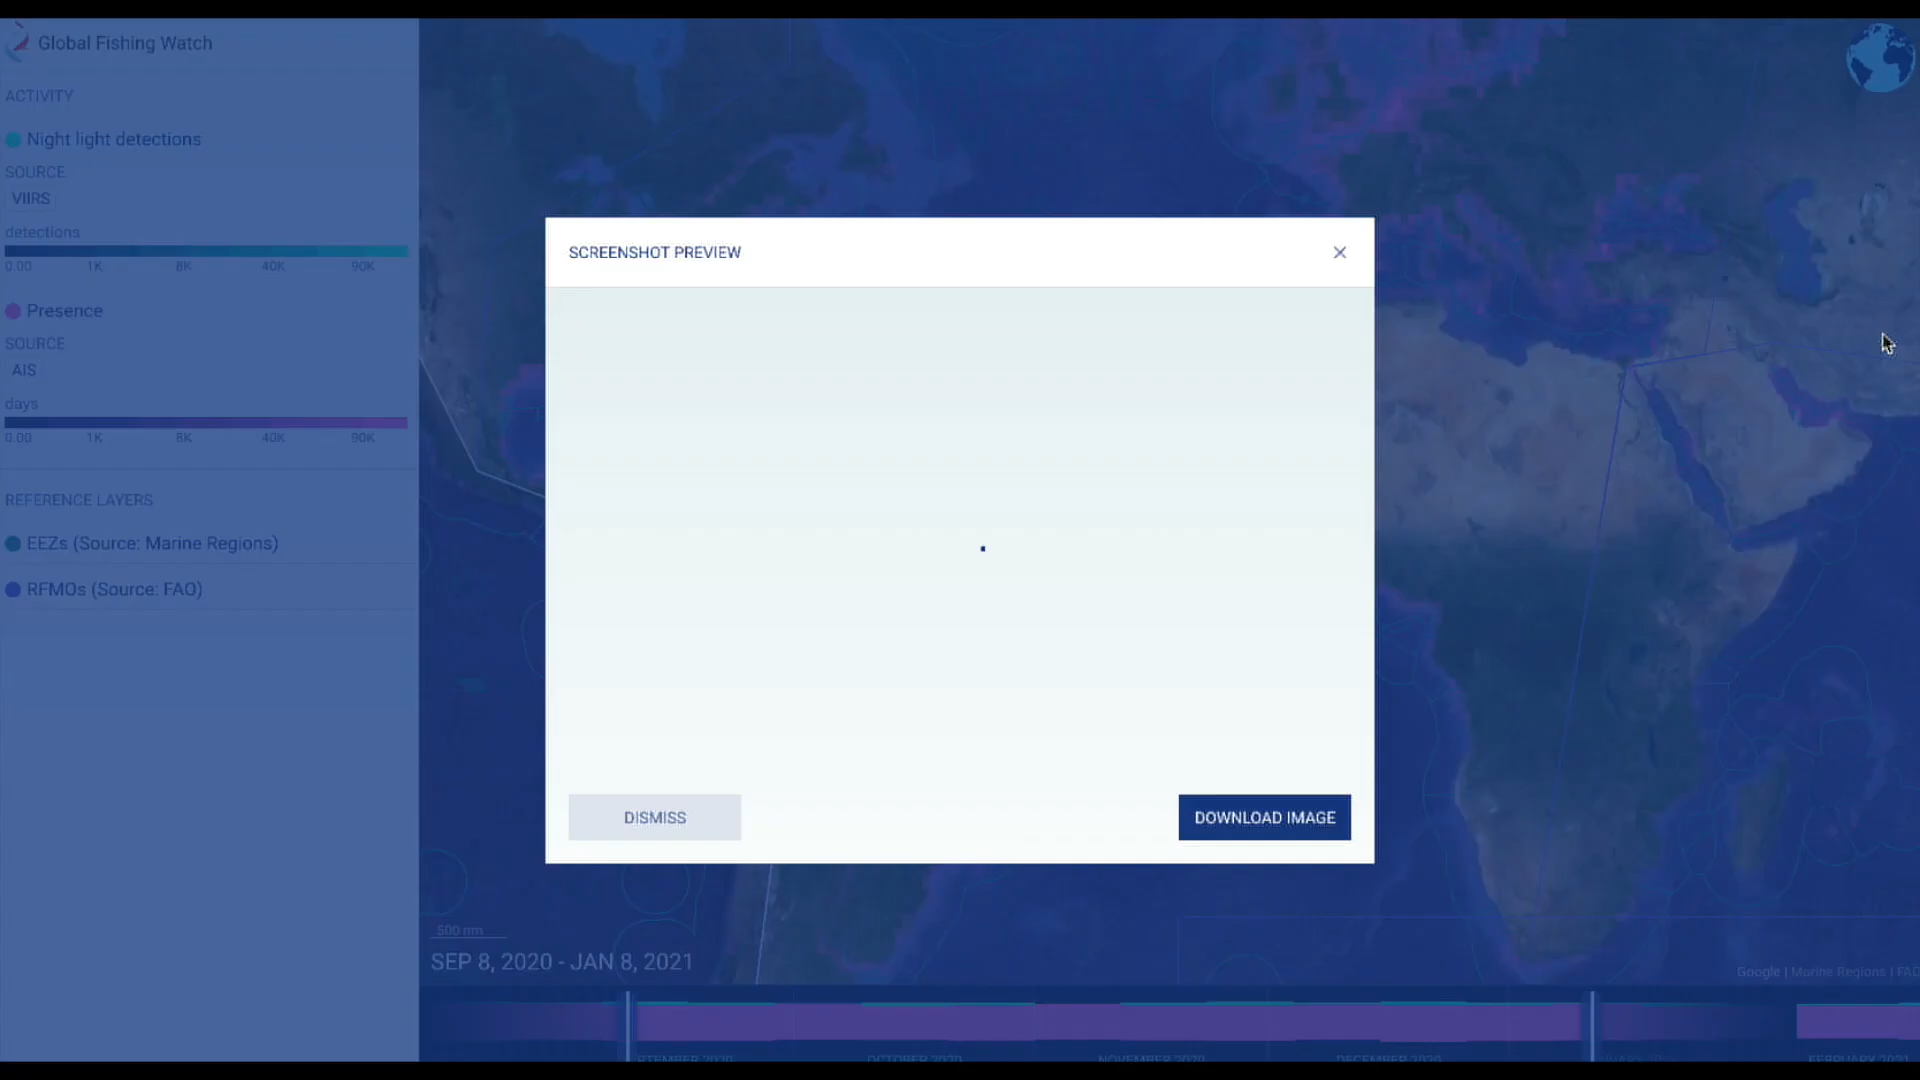 Global Fishing Watch
ACTIVITY
Night light detections
SOURCE
VIIRS
detections
0.00 1K 8K 40K 90K
Presence
SOURCE
AIS
days
0.00 1K 8K 40K 90K
REFERENCE LAYERS
EEZs (Source: Marine Regions)
RFMOs (Source: FAO)
SCREENSHOT PREVIEW
DISMISS
DOWNLOAD IMAGE
500 nm
SEP 8, 2020 - JAN 8, 2021
Google | Marine Regions | FAO
OCTOBER 2020 NOVEMBER 2020 DECEMBER 2020 FEBRUARY 2021